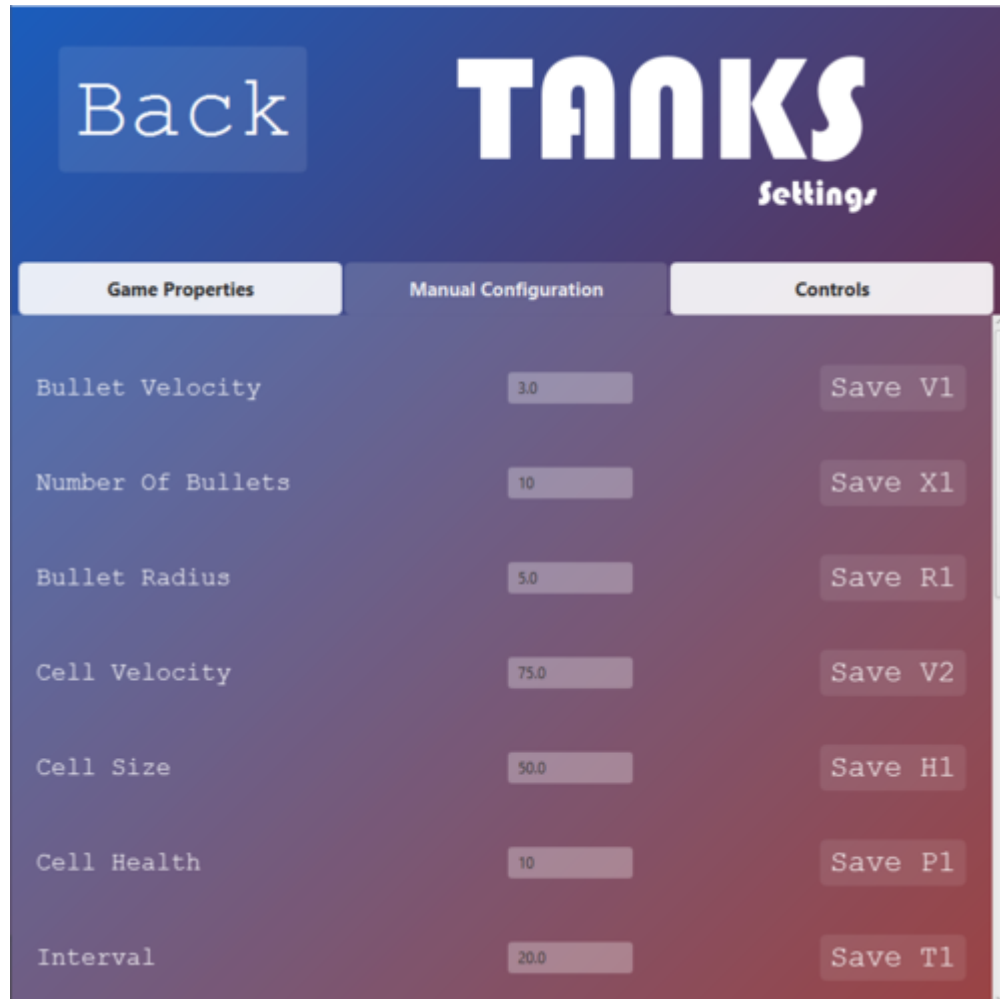 Back
TANKS
Settings
Game Properties Manual Configuration Controls
Bullet Velocity 3.0 Save V1
Number Of Bullets 10 Save X1
Bullet Radius 5.0 Save R1
Cell Velocity 75.0 Save V2
Cell Size 50.0 Save H1
Cell Health 10 Save P1
Interval 20.0 Save T1